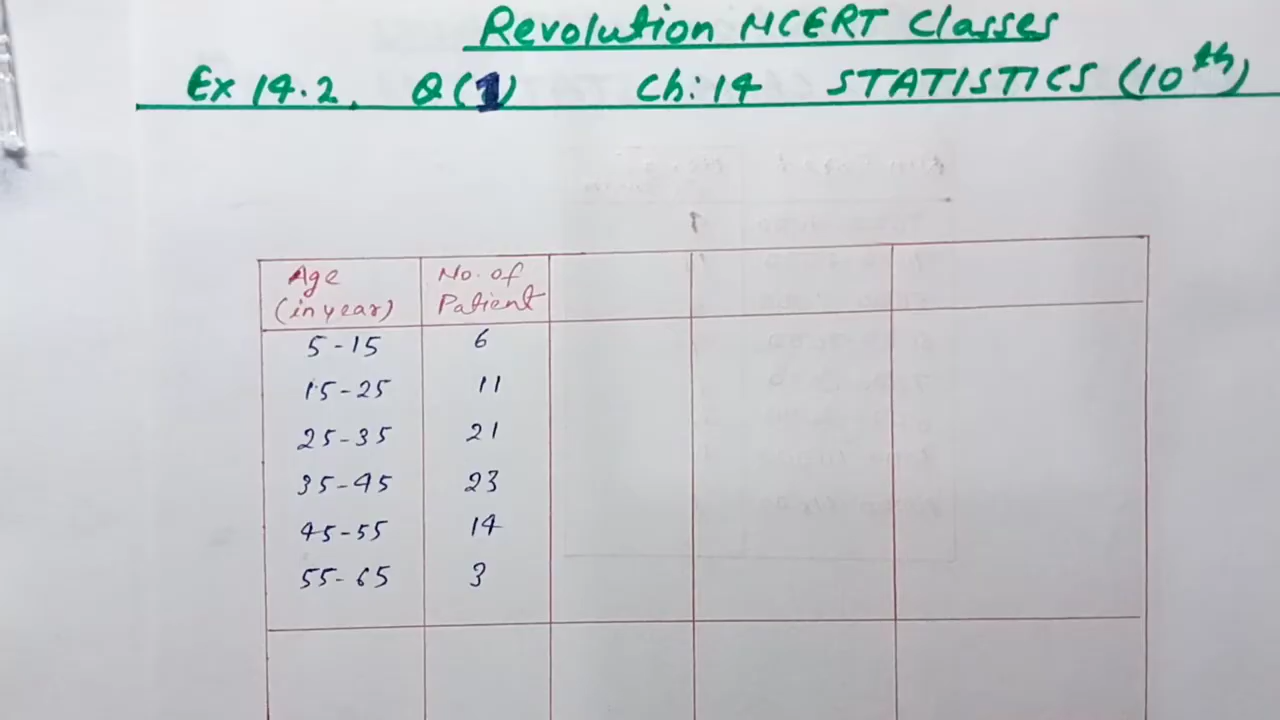 Revolution NCERT Classes
Ex 14.2. Q(1) Ch:14 STATISTICS (10th)
Age (in year) No. of Patient
5-15 6
15-25 11
25-35 21
35-45 23
45-55 14
55-65 3